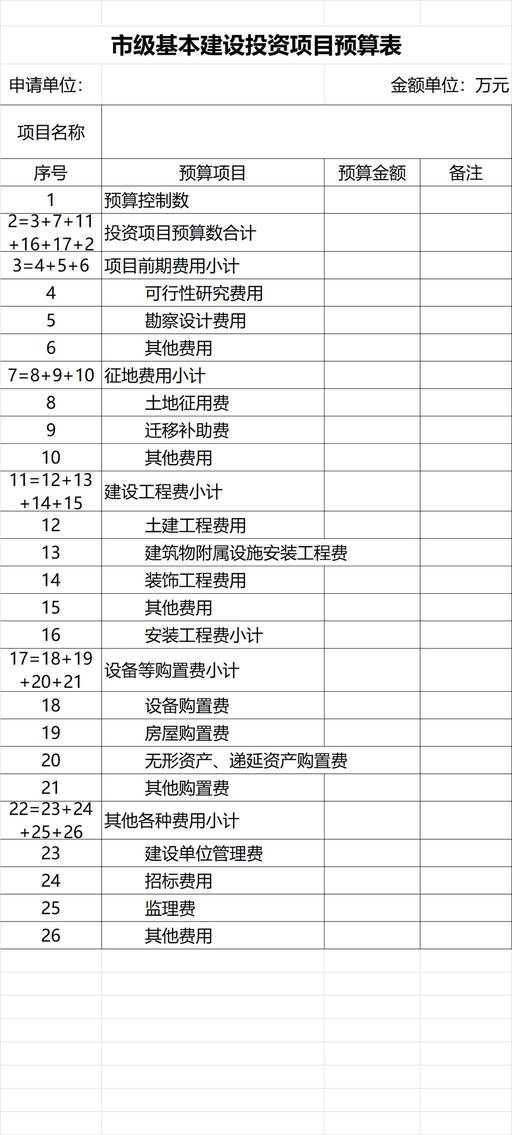 市级基本建设投资项目预算表
申请单位： 金额单位：万元
项目名称
序号 预算项目 预算金额 备注
1 预算控制数
2=3+7+11
+16+17+2 投资项目预算数合计
3=4+5+6 项目前期费用小计
4 可行性研究费用
5 勘察设计费用
6 其他费用
7=8+9+10 征地费用小计
8 土地征用费
9 迁移补助费
10 其他费用
11=12+13
+14+15 建设工程费小计
12 土建工程费用
13 建筑物附属设施安装工程费
14 装饰工程费用
15 其他费用
16 安装工程费小计
17=18+19
+20+21 设备等购置费小计
18 设备购置费
19 房屋购置费
20 无形资产、递延资产购置费
21 其他购置费
22=23+24
+25+26 其他各种费用小计
23 建设单位管理费
24 招标费用
25 监理费
26 其他费用